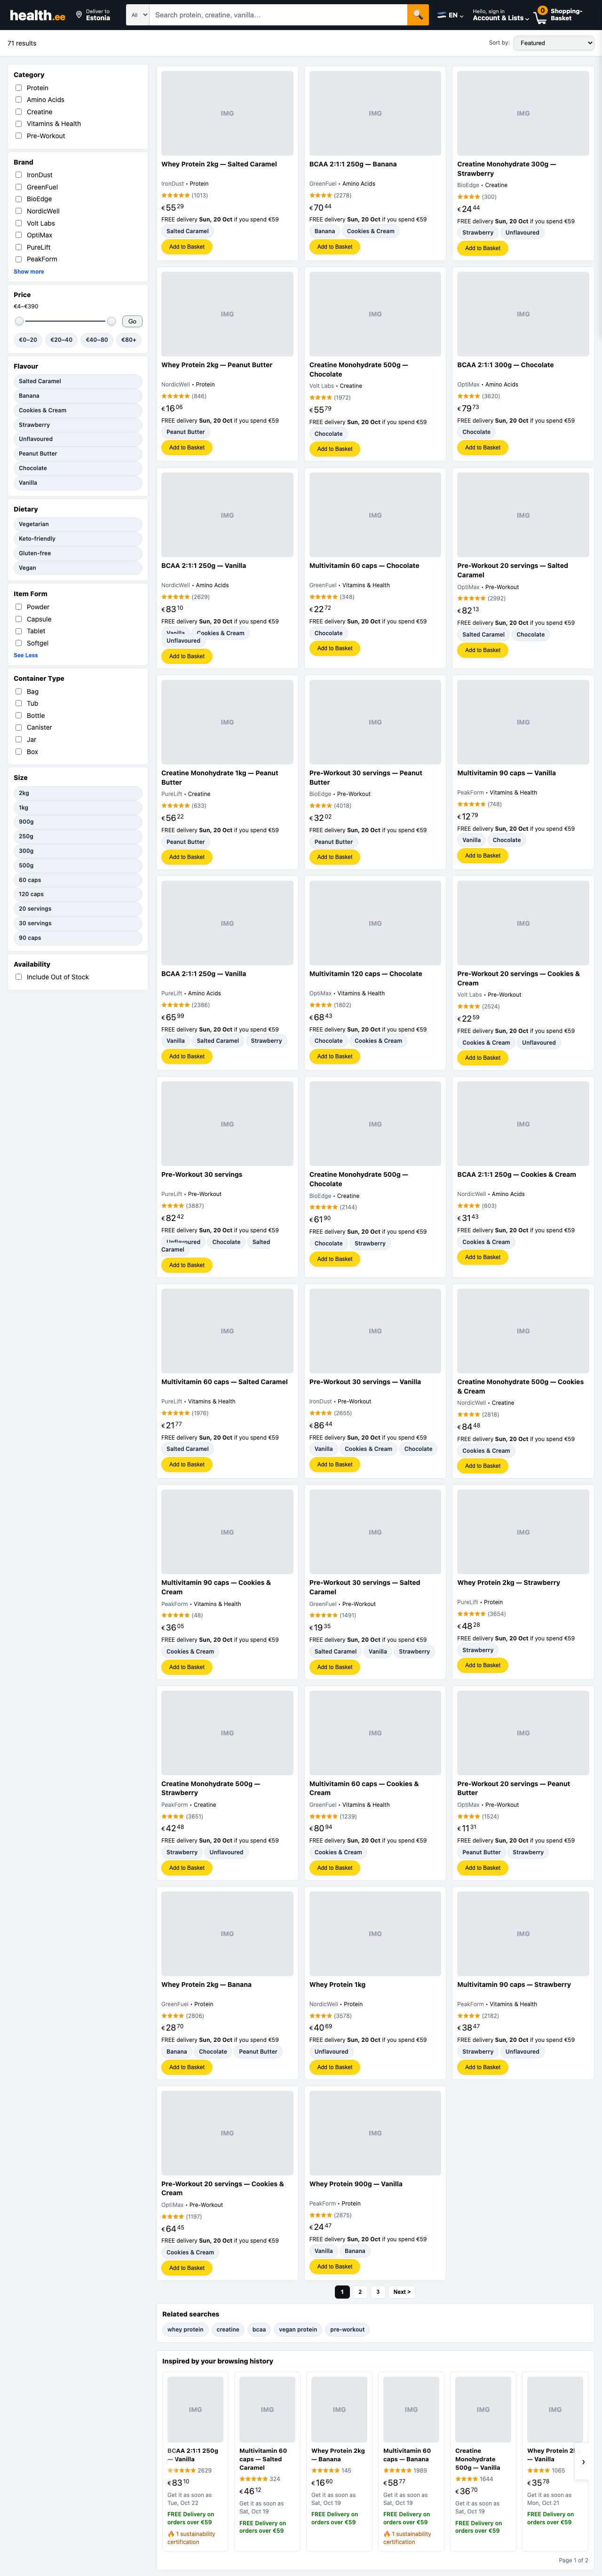 health.ee
Deliver to
Estonia
All
Search protein, creatine, vanilla…
EN
Hello, sign in
Account & Lists
0
Shopping-
Basket
71 results
Sort by:
Featured
Category
Protein
Amino Acids
Creatine
Vitamins & Health
Pre-Workout
Brand
IronDust
GreenFuel
BioEdge
NordicWell
Volt Labs
OptiMax
PureLift
PeakForm
Show more
Price
€4–€390
Go
€0–20 €20–40 €40–80 €80+
Flavour
Salted Caramel
Banana
Cookies & Cream
Strawberry
Unflavoured
Peanut Butter
Chocolate
Vanilla
Dietary
Vegetarian
Keto-friendly
Gluten-free
Vegan
Item Form
Powder
Capsule
Tablet
Softgel
See Less
Container Type
Bag
Tub
Bottle
Canister
Jar
Box
Size
2kg
1kg
900g
250g
300g
500g
60 caps
120 caps
20 servings
30 servings
90 caps
Availability
Include Out of Stock
IMG
Whey Protein 2kg — Salted Caramel
IronDust • Protein
★★★★★ (1013)
€55 29
FREE delivery Sun, 20 Oct if you spend €59
Salted Caramel
Add to Basket
IMG
BCAA 2:1:1 250g — Banana
GreenFuel • Amino Acids
★★★★★ (2278)
€70 44
FREE delivery Sun, 20 Oct if you spend €59
Banana Cookies & Cream
Add to Basket
IMG
Creatine Monohydrate 300g —
Strawberry
BioEdge • Creatine
★★★★ (300)
€24 44
FREE delivery Sun, 20 Oct if you spend €59
Strawberry Unflavoured
Add to Basket
IMG
Whey Protein 2kg — Peanut Butter
NordicWell • Protein
★★★★★ (846)
€16 06
FREE delivery Sun, 20 Oct if you spend €59
Peanut Butter
Add to Basket
IMG
Creatine Monohydrate 500g —
Chocolate
Volt Labs • Creatine
★★★★★ (1972)
€55 79
FREE delivery Sun, 20 Oct if you spend €59
Chocolate
Add to Basket
IMG
BCAA 2:1:1 300g — Chocolate
OptiMax • Amino Acids
★★★★★ (3620)
€79 73
FREE delivery Sun, 20 Oct if you spend €59
Chocolate
Add to Basket
IMG
BCAA 2:1:1 250g — Vanilla
NordicWell • Amino Acids
★★★★★ (2629)
€83 10
FREE delivery Sun, 20 Oct if you spend €59
Vanilla Cookies & Cream
Unflavoured
Add to Basket
IMG
Multivitamin 60 caps — Chocolate
GreenFuel • Vitamins & Health
★★★★★ (348)
€22 72
FREE delivery Sun, 20 Oct if you spend €59
Chocolate
Add to Basket
IMG
Pre-Workout 20 servings — Salted
Caramel
OptiMax • Pre-Workout
★★★★★ (2992)
€82 13
FREE delivery Sun, 20 Oct if you spend €59
Salted Caramel Chocolate
Add to Basket
IMG
Creatine Monohydrate 1kg — Peanut
Butter
PureLift • Creatine
★★★★★ (633)
€56 22
FREE delivery Sun, 20 Oct if you spend €59
Peanut Butter
Add to Basket
IMG
Pre-Workout 30 servings — Peanut
Butter
BioEdge • Pre-Workout
★★★★ (4018)
€32 02
FREE delivery Sun, 20 Oct if you spend €59
Peanut Butter
Add to Basket
IMG
Multivitamin 90 caps — Vanilla
PeakForm • Vitamins & Health
★★★★★ (748)
€12 79
FREE delivery Sun, 20 Oct if you spend €59
Vanilla Chocolate
Add to Basket
IMG
BCAA 2:1:1 250g — Vanilla
PureLift • Amino Acids
★★★★★ (2386)
€65 99
FREE delivery Sun, 20 Oct if you spend €59
Vanilla Salted Caramel Strawberry
Add to Basket
IMG
Multivitamin 120 caps — Chocolate
OptiMax • Vitamins & Health
★★★★ (1802)
€68 43
FREE delivery Sun, 20 Oct if you spend €59
Chocolate Cookies & Cream
Add to Basket
IMG
Pre-Workout 20 servings — Cookies &
Cream
Volt Labs • Pre-Workout
★★★★ (2524)
€22 59
FREE delivery Sun, 20 Oct if you spend €59
Cookies & Cream Unflavoured
Add to Basket
IMG
Pre-Workout 30 servings
PureLift • Pre-Workout
★★★★ (3887)
€82 42
FREE delivery Sun, 20 Oct if you spend €59
Unflavoured Chocolate Salted
Caramel
Add to Basket
IMG
Creatine Monohydrate 500g —
Chocolate
BioEdge • Creatine
★★★★★ (2144)
€61 90
FREE delivery Sun, 20 Oct if you spend €59
Chocolate Strawberry
Add to Basket
IMG
BCAA 2:1:1 250g — Cookies & Cream
NordicWell • Amino Acids
★★★★ (603)
€31 43
FREE delivery Sun, 20 Oct if you spend €59
Cookies & Cream
Add to Basket
IMG
Multivitamin 60 caps — Salted Caramel
PureLift • Vitamins & Health
★★★★ (1976)
€21 77
FREE delivery Sun, 20 Oct if you spend €59
Salted Caramel
Add to Basket
IMG
Pre-Workout 30 servings — Vanilla
IronDust • Pre-Workout
★★★★ (2655)
€86 44
FREE delivery Sun, 20 Oct if you spend €59
Vanilla Cookies & Cream Chocolate
Add to Basket
IMG
Creatine Monohydrate 500g — Cookies
& Cream
NordicWell • Creatine
★★★★ (2818)
€84 48
FREE delivery Sun, 20 Oct if you spend €59
Cookies & Cream
Add to Basket
IMG
Multivitamin 90 caps — Cookies &
Cream
PeakForm • Vitamins & Health
★★★★★ (48)
€36 05
FREE delivery Sun, 20 Oct if you spend €59
Cookies & Cream
Add to Basket
IMG
Pre-Workout 30 servings — Salted
Caramel
GreenFuel • Pre-Workout
★★★★★ (1491)
€19 35
FREE delivery Sun, 20 Oct if you spend €59
Salted Caramel Vanilla Strawberry
Add to Basket
IMG
Whey Protein 2kg — Strawberry
PureLift • Protein
★★★★★ (3654)
€48 28
FREE delivery Sun, 20 Oct if you spend €59
Strawberry
Add to Basket
IMG
Creatine Monohydrate 500g —
Strawberry
PeakForm • Creatine
★★★★ (3651)
€42 48
FREE delivery Sun, 20 Oct if you spend €59
Strawberry Unflavoured
Add to Basket
IMG
Multivitamin 60 caps — Cookies &
Cream
GreenFuel • Vitamins & Health
★★★★★ (1239)
€80 94
FREE delivery Sun, 20 Oct if you spend €59
Cookies & Cream
Add to Basket
IMG
Pre-Workout 20 servings — Peanut
Butter
OptiMax • Pre-Workout
★★★★ (1524)
€11 31
FREE delivery Sun, 20 Oct if you spend €59
Peanut Butter Strawberry
Add to Basket
IMG
Whey Protein 2kg — Banana
GreenFuel • Protein
★★★★ (2806)
€28 70
FREE delivery Sun, 20 Oct if you spend €59
Banana Chocolate Peanut Butter
Add to Basket
IMG
Whey Protein 1kg
NordicWell • Protein
★★★★ (3578)
€40 69
FREE delivery Sun, 20 Oct if you spend €59
Unflavoured
Add to Basket
IMG
Multivitamin 90 caps — Strawberry
PeakForm • Vitamins & Health
★★★★ (2182)
€38 47
FREE delivery Sun, 20 Oct if you spend €59
Strawberry Unflavoured
Add to Basket
IMG
Pre-Workout 20 servings — Cookies &
Cream
OptiMax • Pre-Workout
★★★★ (1197)
€64 45
FREE delivery Sun, 20 Oct if you spend €59
Cookies & Cream
Add to Basket
IMG
Whey Protein 900g — Vanilla
PeakForm • Protein
★★★★ (2875)
€24 47
FREE delivery Sun, 20 Oct if you spend €59
Vanilla Banana
Add to Basket
1 2 3 Next >
Related searches
whey protein creatine bcaa vegan protein pre-workout
Inspired by your browsing history
IMG
BCAA 2:1:1 250g
— Vanilla
★★★★★ 2629
€83 10
Get it as soon as
Tue, Oct 22
FREE Delivery on
orders over €59
🔥 1 sustainability
certification
IMG
Multivitamin 60
caps — Salted
Caramel
★★★★★ 324
€46 12
Get it as soon as
Sat, Oct 19
FREE Delivery on
orders over €59
IMG
Whey Protein 2kg
— Banana
★★★★★ 145
€16 60
Get it as soon as
Sat, Oct 19
FREE Delivery on
orders over €59
IMG
Multivitamin 60
caps — Banana
★★★★★ 1989
€58 77
Get it as soon as
Sat, Oct 19
FREE Delivery on
orders over €59
🔥 1 sustainability
certification
IMG
Creatine
Monohydrate
500g — Vanilla
★★★★ 1644
€36 70
Get it as soon as
Sat, Oct 19
FREE Delivery on
orders over €59
IMG
Whey Protein
— Vanilla
★★★★ 1065
€35 78
Get it as soon as
Mon, Oct 21
FREE Delivery on
orders over €59
›
Page 1 of 2